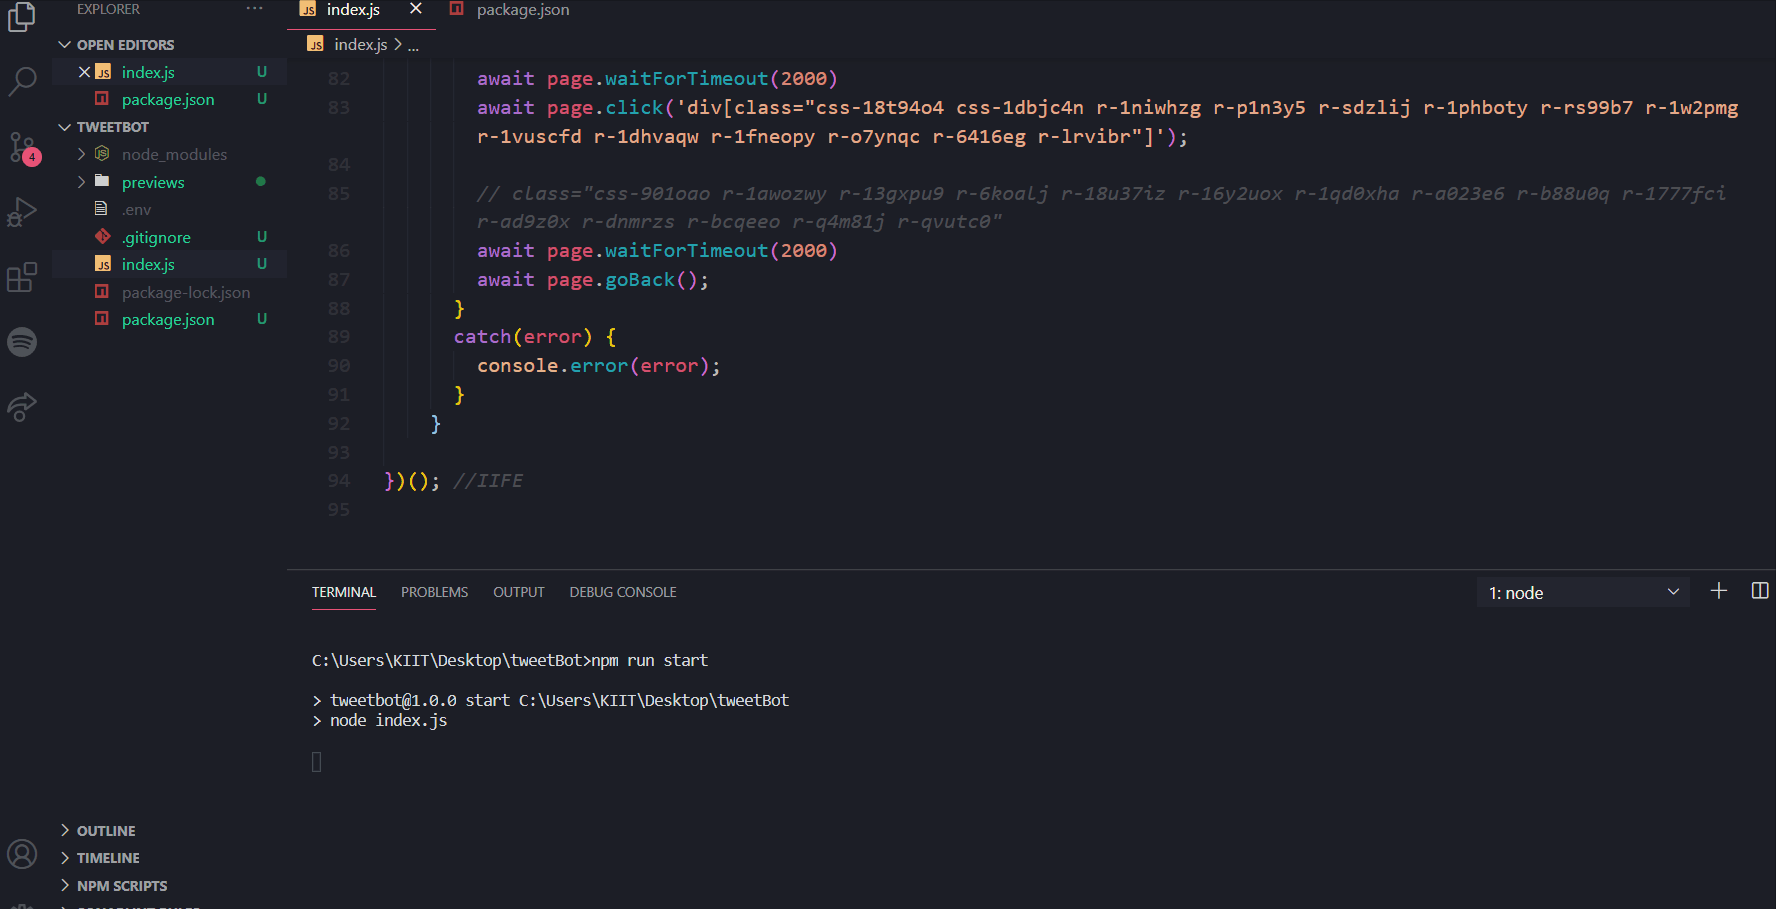 EXPLORER
···
OPEN EDITORS
JS index.js U
package.json U
TWEETBOT
node_modules
previews
.env
.gitignore U
JS index.js U
package-lock.json
package.json U
4
OUTLINE
TIMELINE
NPM SCRIPTS
JS index.js
package.json
JS index.js > ...
82 await page.waitForTimeout(2000)
83 await page.click('div[class="css-18t94o4 css-1dbjc4n r-1niwhzg r-p1n3y5 r-sdzlij r-1phboty r-rs99b7 r-1w2pmg
r-1vuscfd r-1dhvaqw r-1fneopy r-o7ynqc r-6416eg r-lrvibr"]');
84
85 // class="css-901oao r-1awozwy r-13gxpu9 r-6koalj r-18u37iz r-16y2uox r-1qd0xha r-a023e6 r-b88u0q r-1777fci
r-ad9z0x r-dnmrzs r-bcqeeo r-q4m81j r-qvutc0"
86 await page.waitForTimeout(2000)
87 await page.goBack();
88 }
89 catch(error) {
90 console.error(error);
91 }
92 }
93
94 })(); //IIFE
95
TERMINAL PROBLEMS OUTPUT DEBUG CONSOLE
1: node
C:\Users\KIIT\Desktop\tweetBot>npm run start
> tweetbot@1.0.0 start C:\Users\KIIT\Desktop\tweetBot
> node index.js